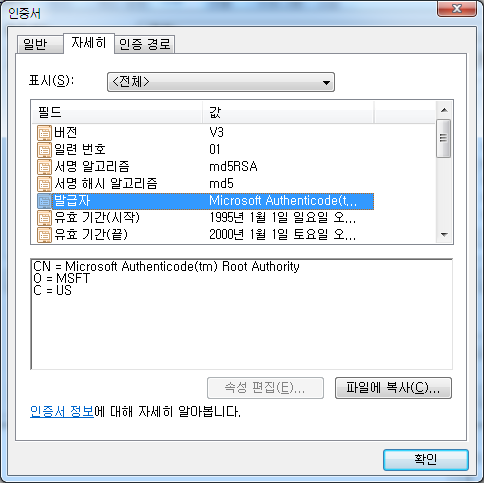 인증서
일반 자세히 인증 경로
표시(S): <전체>
필드 값
버전 V3
일련 번호 01
서명 알고리즘 md5RSA
서명 해시 알고리즘 md5
발급자 Microsoft Authenticode(t...
유효 기간(시작) 1995년 1월 1일 일요일 오...
유효 기간(끝) 2000년 1월 1일 토요일 오...
CN = Microsoft Authenticode(tm) Root Authority
O = MSFT
C = US
속성 편집(E)... 파일에 복사(C)...
인증서 정보에 대해 자세히 알아봅니다.
확인